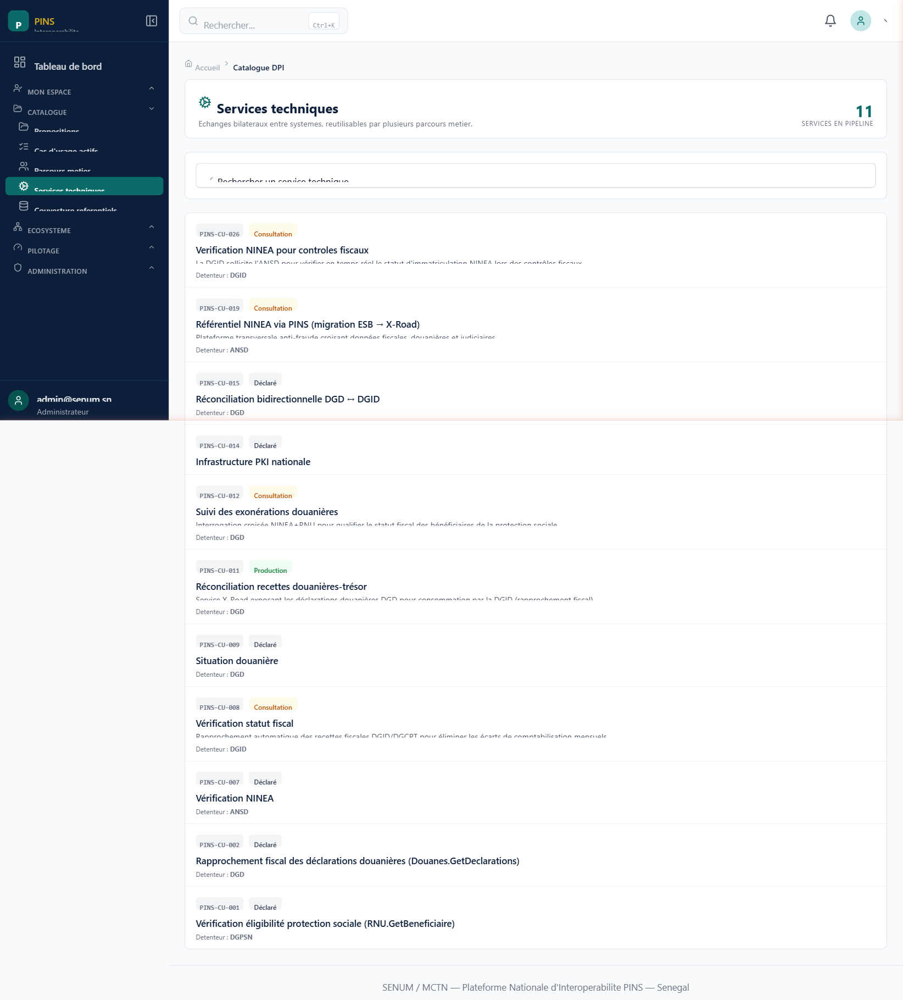 P PINS
Interoperabilite
Rechercher...
Ctrl+K
Tableau de bord
MON ESPACE
CATALOGUE
Propositions
Cas d'usage actifs
Parcours metier
Services techniques
Couverture referentiels
ECOSYSTEME
PILOTAGE
ADMINISTRATION
admin@senum.sn
Administrateur
Accueil > Catalogue DPI
Services techniques
Echanges bilateraux entre systemes, reutilisables par plusieurs parcours metier.
11
SERVICES EN PIPELINE
Rechercher un service technique
PINS-CU-026 Consultation
Verification NINEA pour controles fiscaux
La DGID sollicite l'ANSD pour vérifier en temps réel le statut d'immatriculation NINEA lors des contrôles fiscaux
Detenteur : DGID
PINS-CU-019 Consultation
Référentiel NINEA via PINS (migration ESB → X-Road)
Plateforme transversale anti-fraude croisant données fiscales, douanières et judiciaires
Detenteur : ANSD
PINS-CU-015 Déclaré
Réconciliation bidirectionnelle DGD ↔ DGID
Detenteur : DGD
PINS-CU-014 Déclaré
Infrastructure PKI nationale
PINS-CU-012 Consultation
Suivi des exonérations douanières
Interrogation croisée NINEA+RNU pour qualifier le statut fiscal des bénéficiaires de la protection sociale
Detenteur : DGD
PINS-CU-011 Production
Réconciliation recettes douanières-trésor
Service X-Road exposant les déclarations douanières DGD pour consommation par la DGID (rapprochement fiscal)
Detenteur : DGD
PINS-CU-009 Déclaré
Situation douanière
Detenteur : DGD
PINS-CU-008 Consultation
Vérification statut fiscal
Rapprochement automatique des recettes fiscales DGID/DGCPT pour éliminer les écarts de comptabilisation mensuels
Detenteur : DGID
PINS-CU-007 Déclaré
Vérification NINEA
Detenteur : ANSD
PINS-CU-002 Déclaré
Rapprochement fiscal des déclarations douanières (Douanes.GetDeclarations)
Detenteur : DGD
PINS-CU-001 Déclaré
Vérification éligibilité protection sociale (RNU.GetBeneficiaire)
Detenteur : DGPSN
SENUM / MCTN — Plateforme Nationale d'Interoperabilite PINS — Senegal